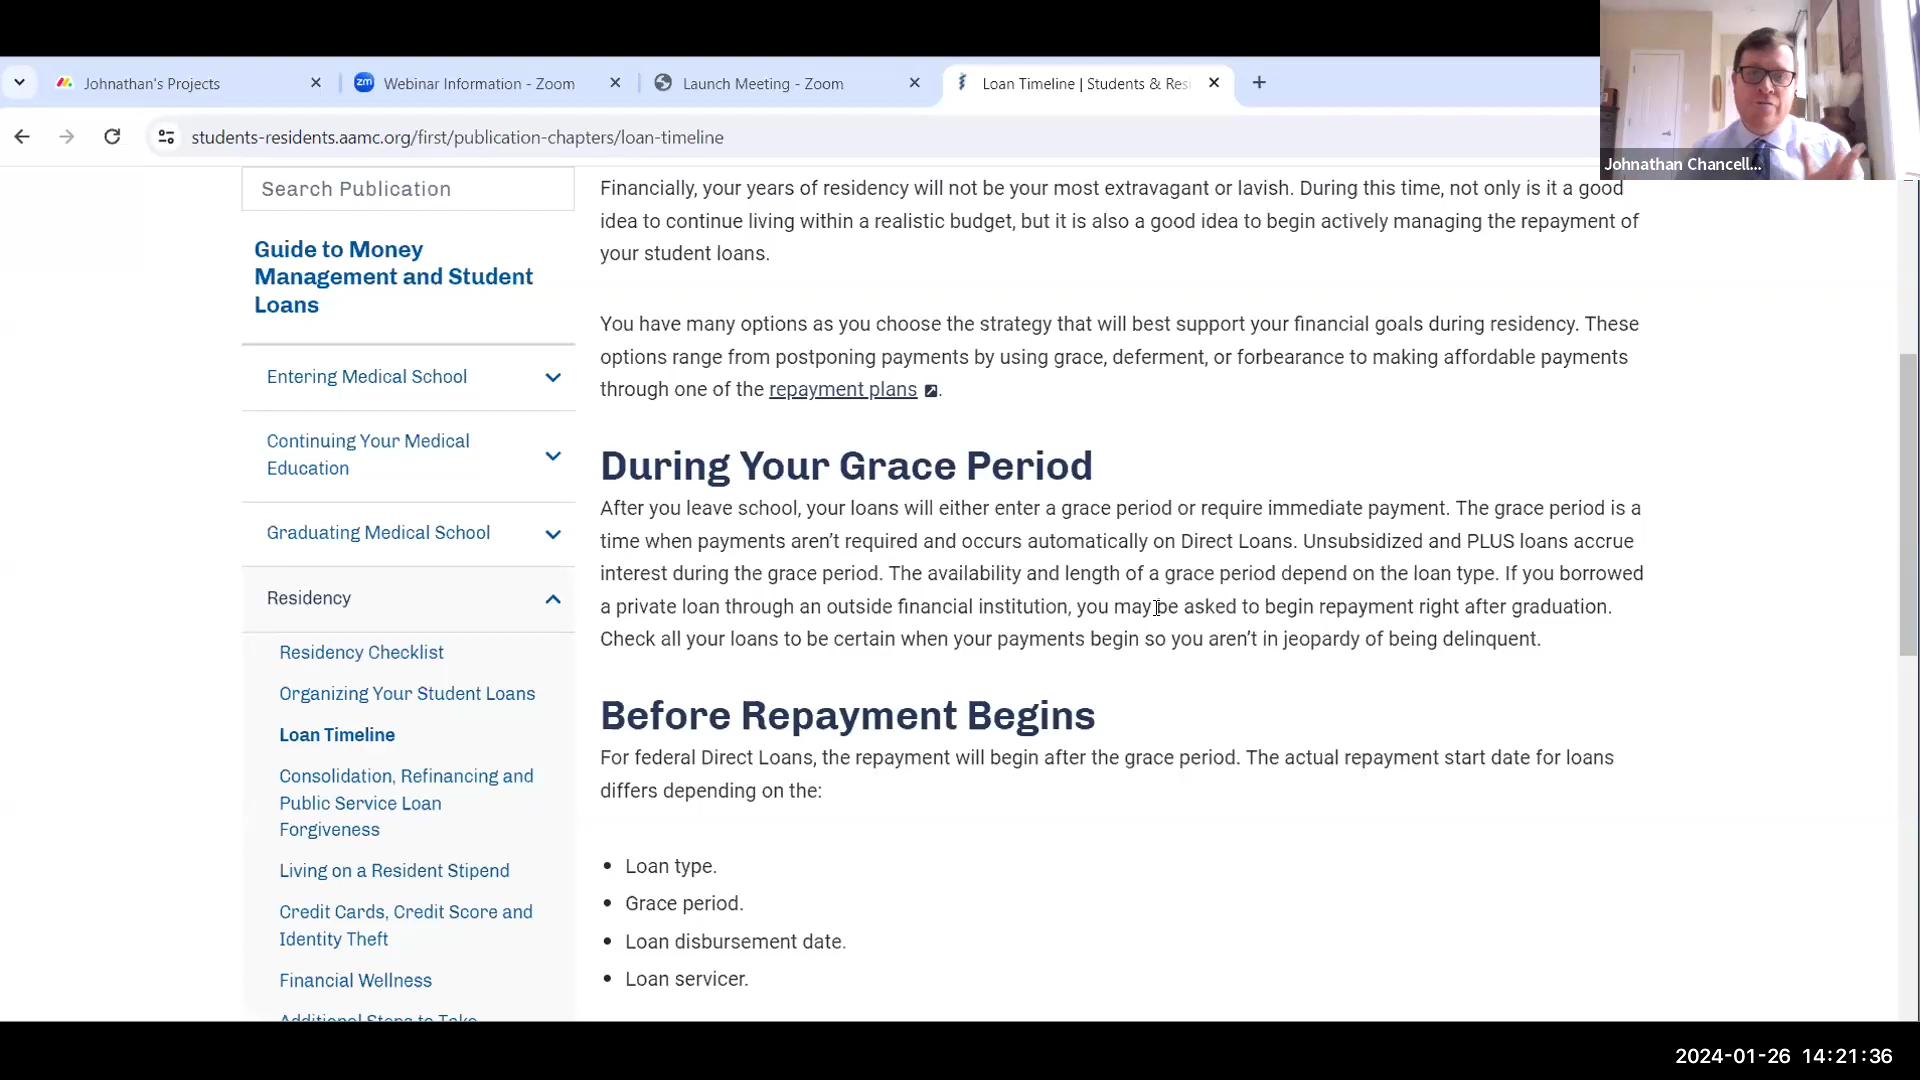 Johnathan's Projects
Webinar Information - Zoom
Launch Meeting - Zoom
Loan Timeline | Students & Res
students-residents.aamc.org/first/publication-chapters/loan-timeline
Johnathan Chancell...
Search Publication
Guide to Money
Management and Student
Loans
Entering Medical School
Continuing Your Medical
Education
Graduating Medical School
Residency
Residency Checklist
Organizing Your Student Loans
Loan Timeline
Consolidation, Refinancing and
Public Service Loan
Forgiveness
Living on a Resident Stipend
Credit Cards, Credit Score and
Identity Theft
Financial Wellness
Additional Steps to Take
Financially, your years of residency will not be your most extravagant or lavish. During this time, not only is it a good
idea to continue living within a realistic budget, but it is also a good idea to begin actively managing the repayment of
your student loans.
You have many options as you choose the strategy that will best support your financial goals during residency. These
options range from postponing payments by using grace, deferment, or forbearance to making affordable payments
through one of the repayment plans.
During Your Grace Period
After you leave school, your loans will either enter a grace period or require immediate payment. The grace period is a
time when payments aren’t required and occurs automatically on Direct Loans. Unsubsidized and PLUS loans accrue
interest during the grace period. The availability and length of a grace period depend on the loan type. If you borrowed
a private loan through an outside financial institution, you may be asked to begin repayment right after graduation.
Check all your loans to be certain when your payments begin so you aren’t in jeopardy of being delinquent.
Before Repayment Begins
For federal Direct Loans, the repayment will begin after the grace period. The actual repayment start date for loans
differs depending on the:
• Loan type.
• Grace period.
• Loan disbursement date.
• Loan servicer.
2024-01-26 14:21:36